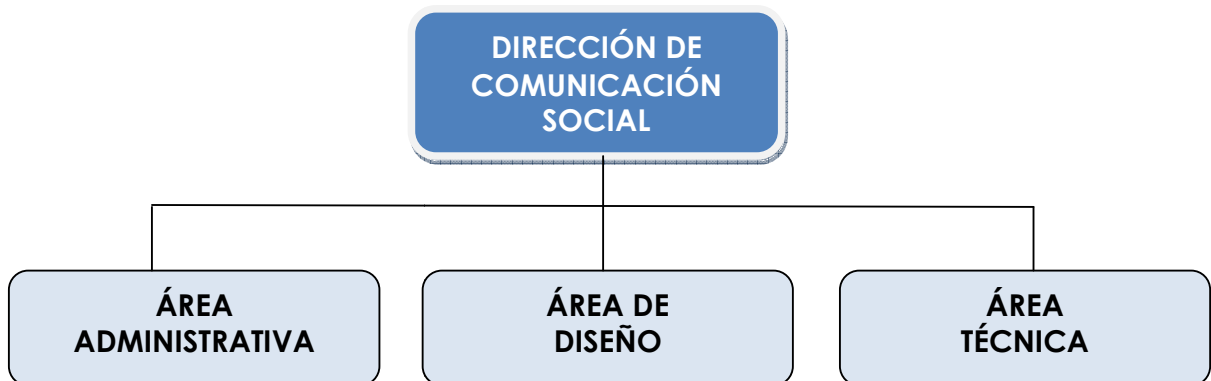 DIRECCIÓN DE
COMUNICACIÓN
SOCIAL
ÁREA
ADMINISTRATIVA
ÁREA DE
DISEÑO
ÁREA
TÉCNICA